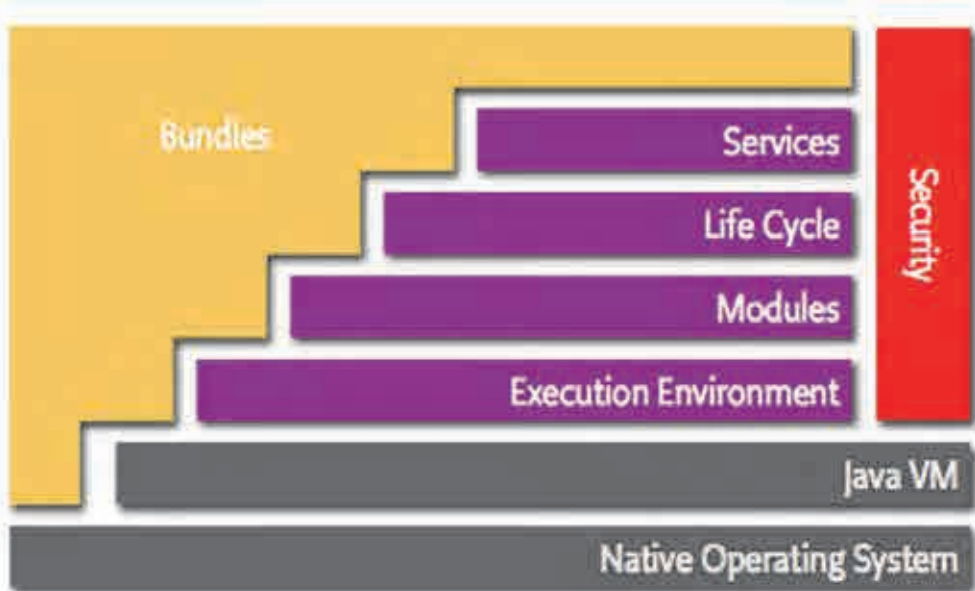 Bundles
Services
Life Cycle
Modules
Execution Environment
Security
Java VM
Native Operating System